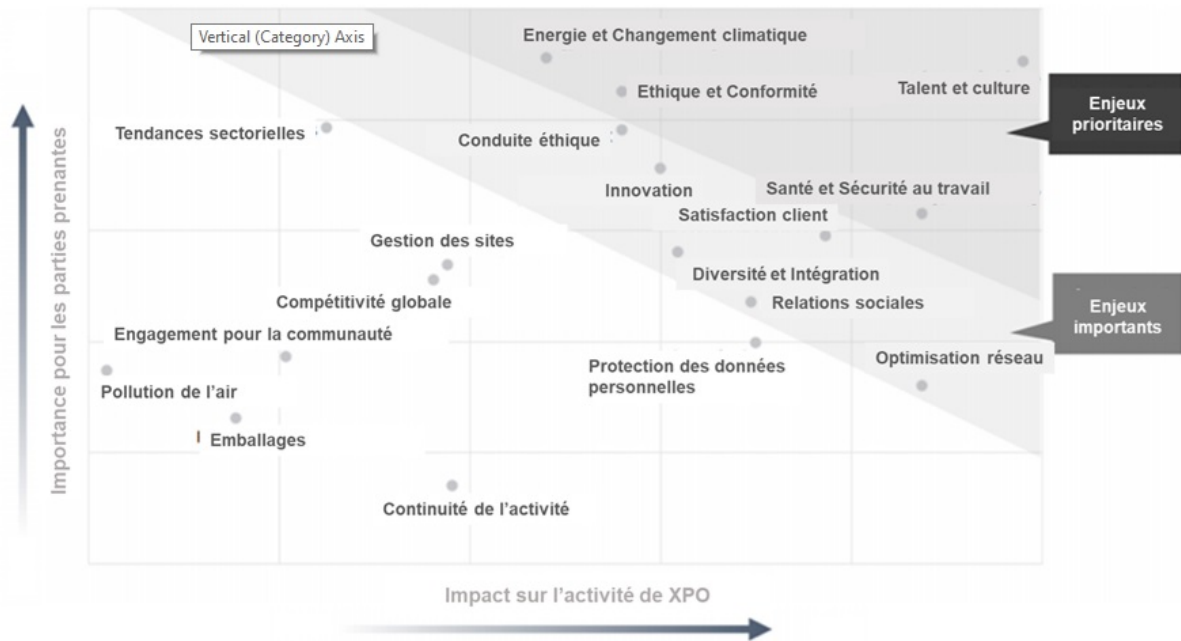 Energie et Changement climatique
Vertical (Category) Axis
Ethique et Conformité
Talent et culture
Enjeux
prioritaires
Tendances sectorielles
Conduite éthique
Innovation
Santé et Sécurité au travail
Satisfaction client
Gestion des sites
Diversité et Intégration
Compétitivité globale
Relations sociales
Enjeux
importants
Engagement pour la communauté
Optimisation réseau
Protection des données
personnelles
Pollution de l'air
Emballages
Continuité de l'activité
Importance pour les parties prenantes
Impact sur l'activité de XPO